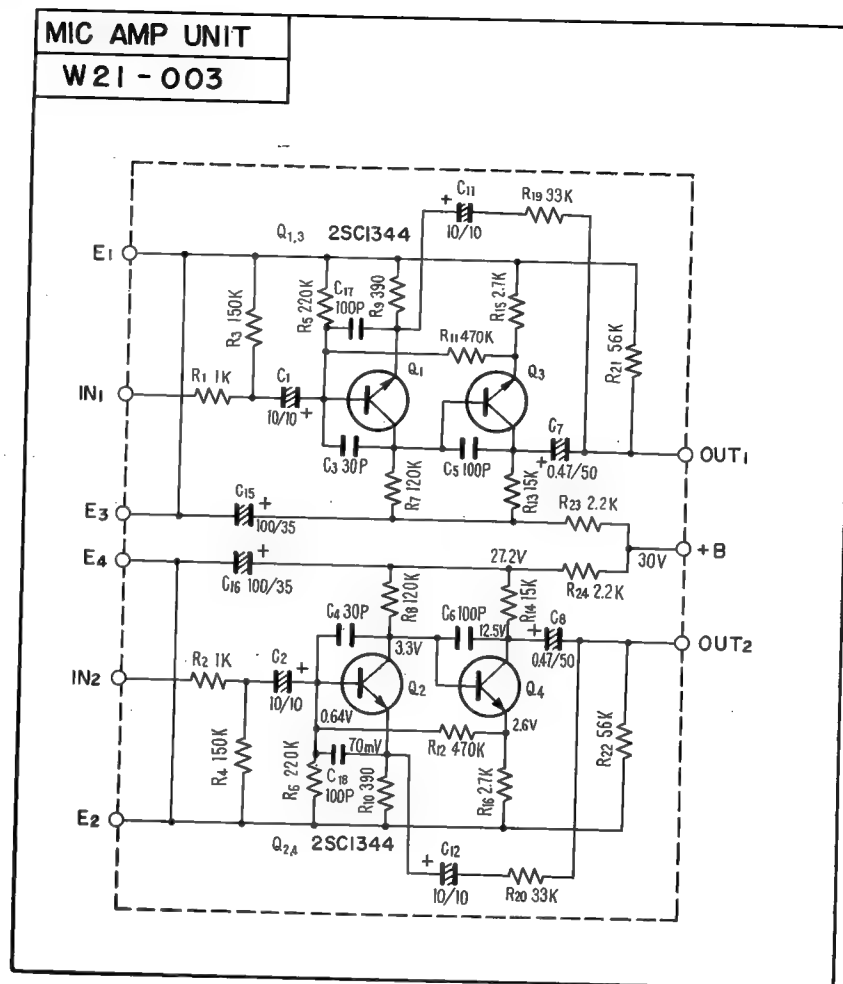 MIC AMP UNIT
W21-003
C11
+
10/10
R19 33K
Q1,3 2SC1344
E1
R3 150K
R5 220K
C17
100P
R9 390
R15 2.7K
R11 470K
R21 56K
R1 1K
C1
10/10 +
IN1
Q1
Q3
C3 30P
R7 120K
C5 100P
R13 15K
C7
+
0.47/50
OUT1
E3
C15
+
100/35
R23 2.2K
30V
+B
E4
+
C16 100/35
27.2V
R24 2.2K
R8 120K
R14 15K
C4 30P
C6 100P
12.5V
+
C8
0.47/50
OUT2
3.3V
R2 1K
C2
+
10/10
IN2
Q2
Q4
0.64V
2.6V
R12 470K
70mV
R4 150K
R6 220K
C18
100P
R10 390
R16 2.7K
R22 56K
E2
Q2,4 2SC1344
+
C12
10/10
R20 33K